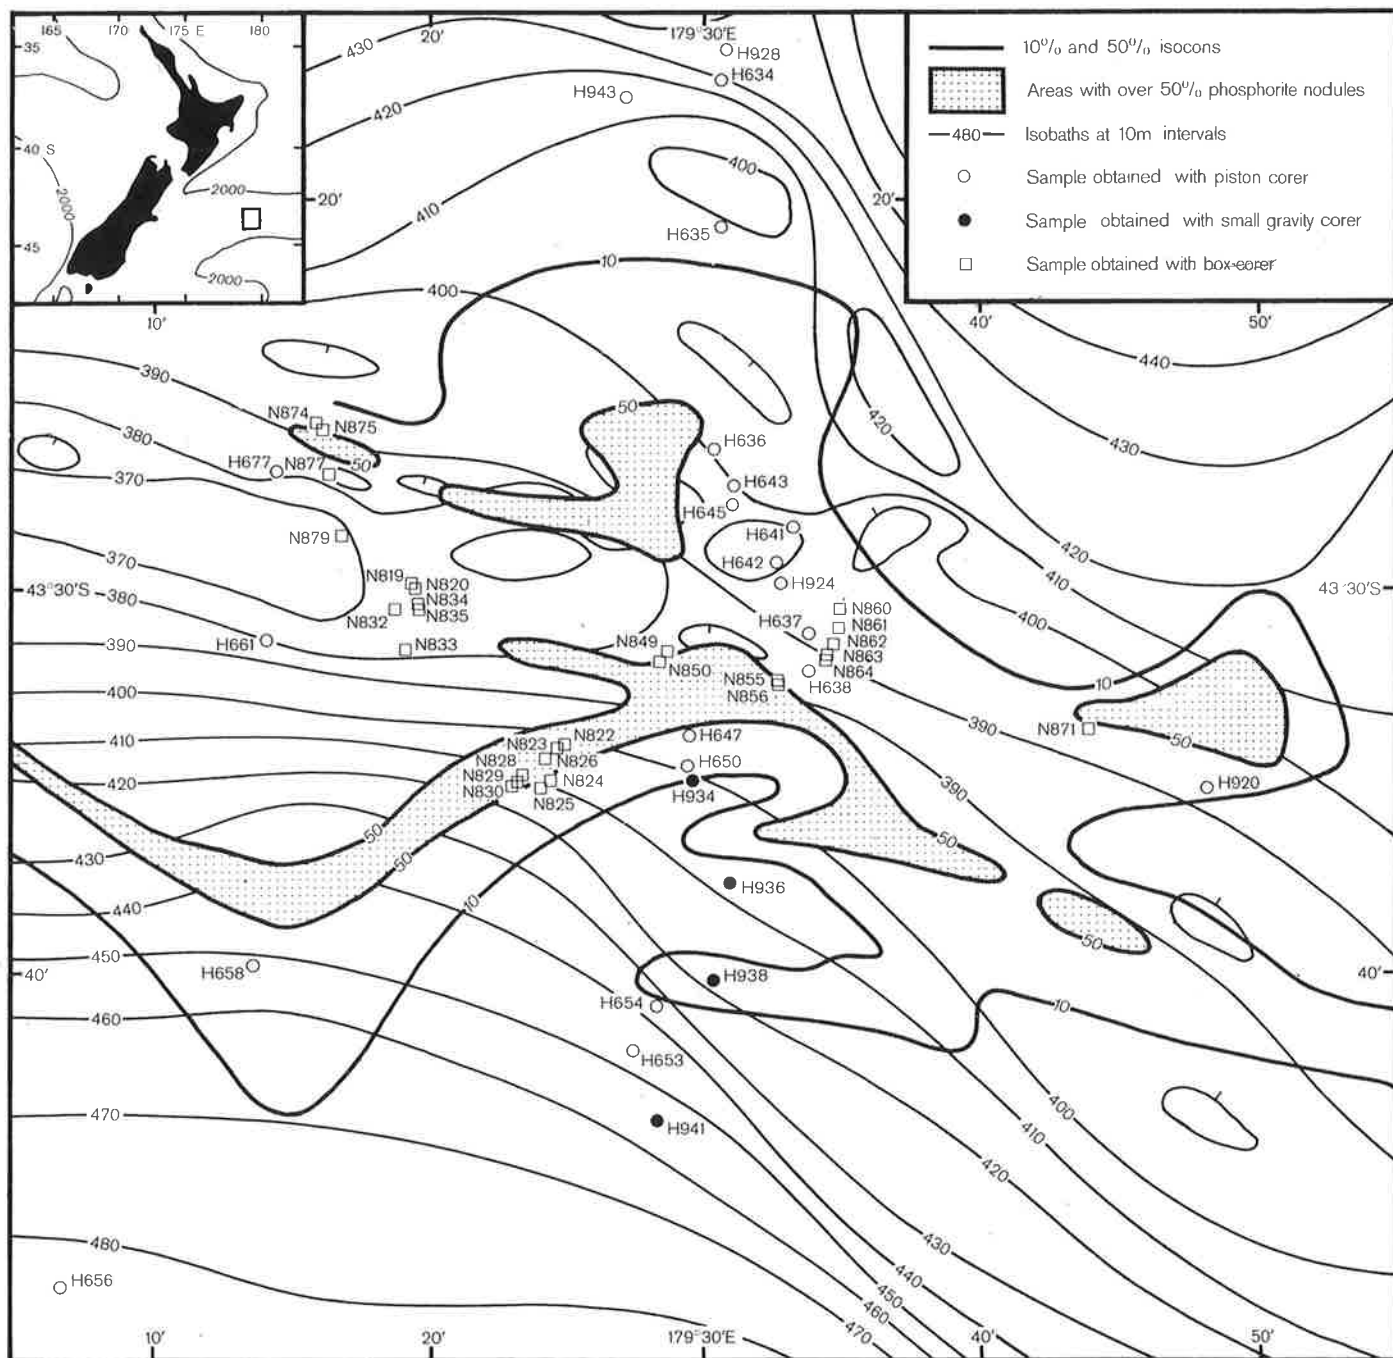 165 170 175 E 180
35
40 S
45
2000
2000
2000
20'
179°30'E
10% and 50% isocons
Areas with over 50% phosphorite nodules
480 Isobaths at 10m intervals
Sample obtained with piston corer
Sample obtained with small gravity corer
Sample obtained with box-corer
430
H928
H634
H943
420
400
20'
20'
410
H635
10
400
10'
40'
50'
440
390
420
430
N874
N875
50
50
380
H636
H677
N877
370
H643
H645
H641
N879
H642
420
370
410
43°30'S
N819
N820
H924
43°30'S
380
N834
N835
N832
N860
400
H661
390
N833
H637
N861
N849
N862
N850
N863
N855
N864
10
400
N856
H638
N871
50
390
410
N823
N822
H647
N828
N826
H650
420
N829
N824
H934
390
H920
N830
N825
50
430
50
50
H936
440
10
50
450
H658
40'
H938
40'
H654
10
460
H653
470
H941
400
410
420
480
430
H656
440
450
460
470
10'
20'
179°30'E
40'
50'